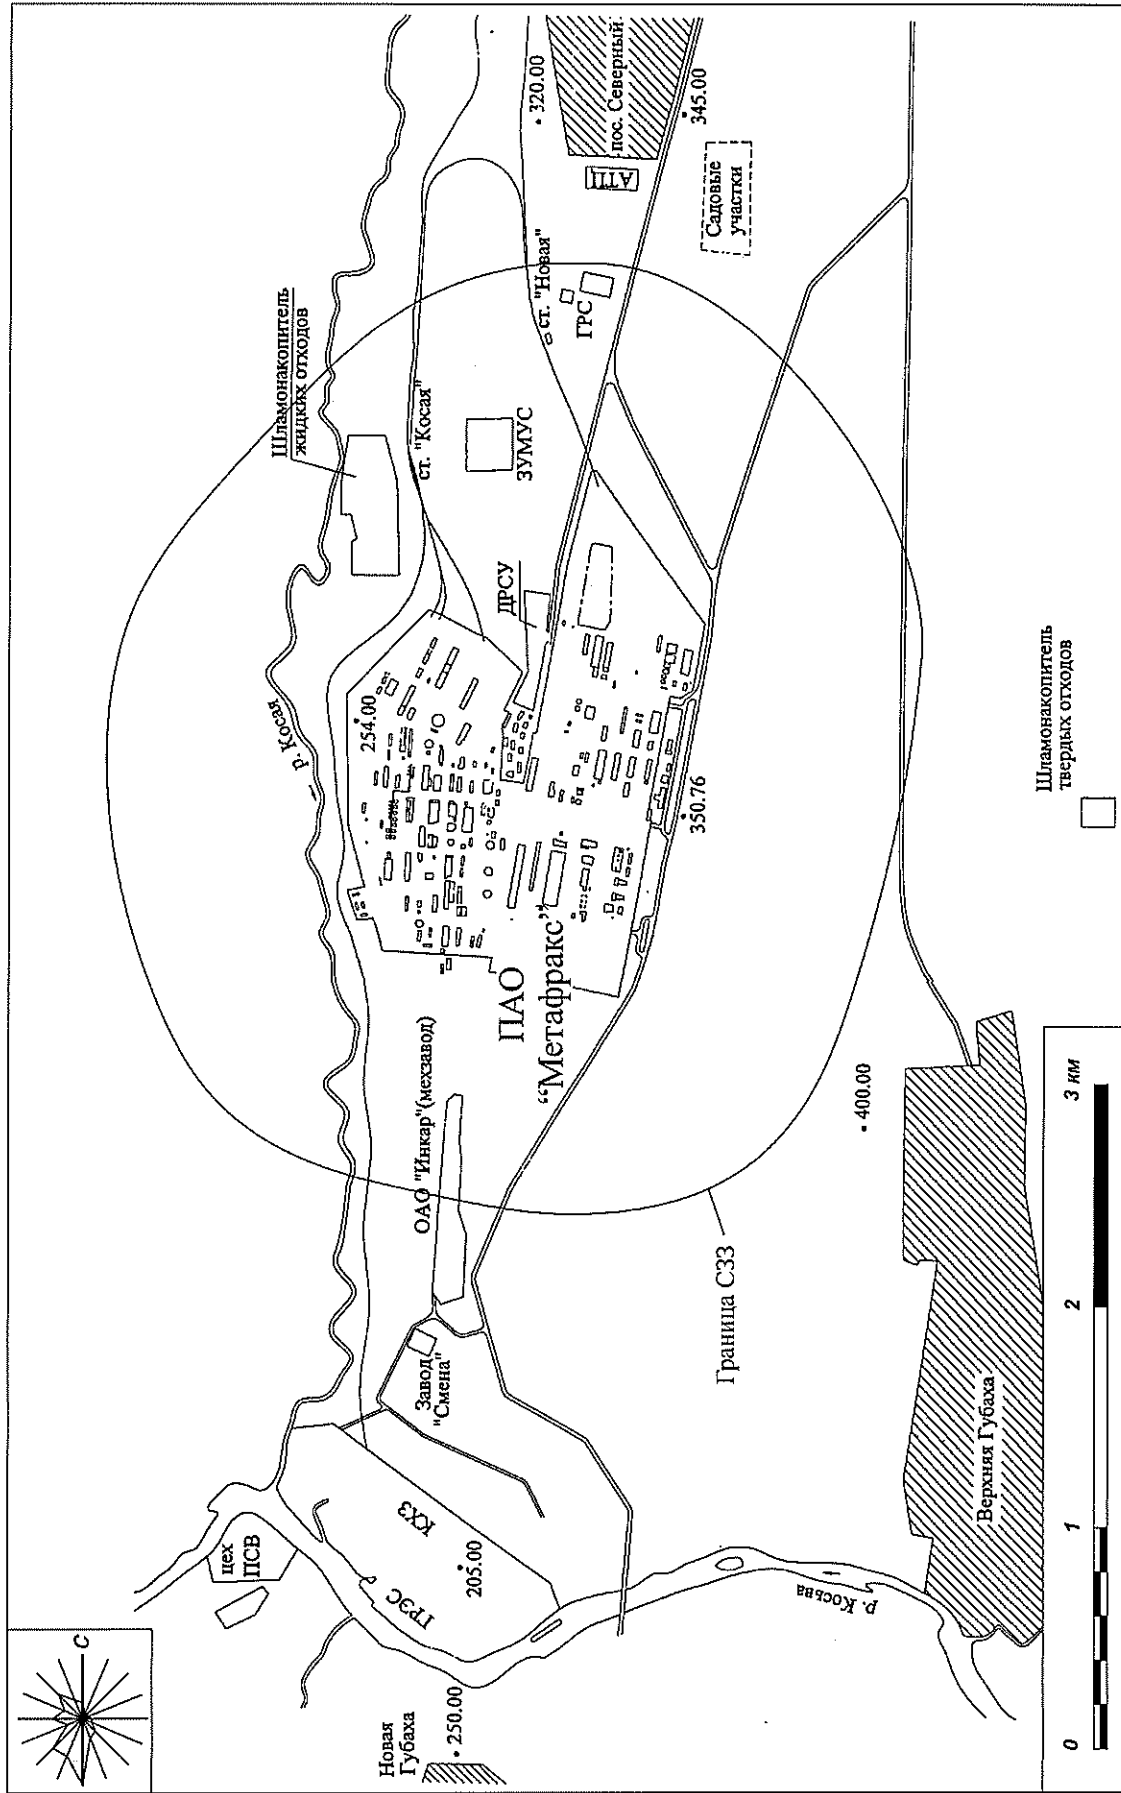 С
Новая
Губаха
250.00
цех
ПСВ
ГРЭС
205.00
КХЗ
р. Косьва
Верхняя Губаха
Завод
"Смена"
ОАО "Инкар"(мехзавод)
Граница СЗЗ
400.00
р. Косая
254.00
ПАО
“Метафракс”
350.76
ДРСУ
Шламонакопитель
жидких отходов
ст. "Косая"
ЗУМУС
ст. "Новая"
ГРС
320.00
АТЦ
пос. Северный
345.00
Садовые
участки
Шламонакопитель
твердых отходов
0
1
2
3 км